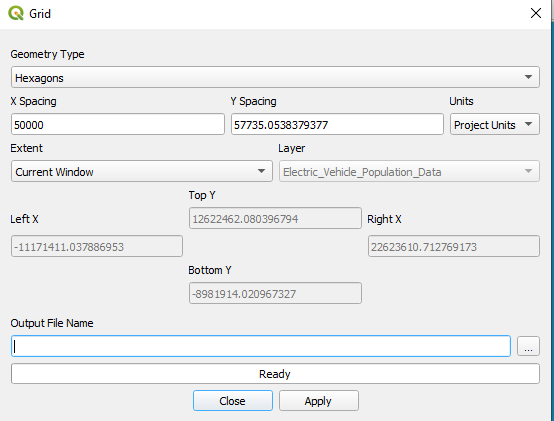 Grid
Geometry Type
Hexagons
X Spacing Y Spacing Units
50000 57735.0538379377 Project Units
Extent Layer
Current Window Electric_Vehicle_Population_Data
Top Y
Left X 12622462.080396794 Right X
-11171411.037886953 22623610.712769173
Bottom Y
-8981914.020967327
Output File Name
...
Ready
Close Apply